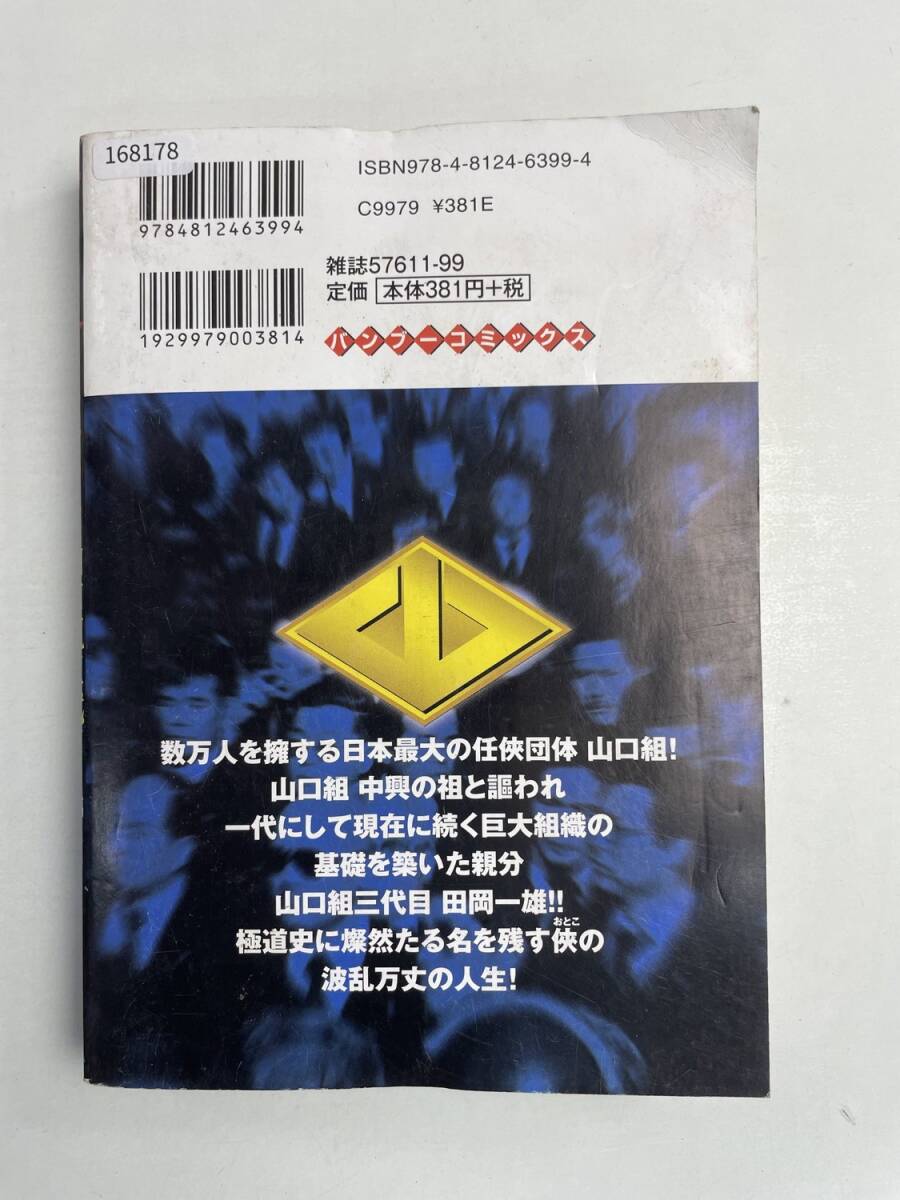 168178
ISBN978-4-8124-6399-4
C9979 ¥381E
9784812463994
雑誌57611-99
定価 本体381円+税
1929979003814
バンブーコミックス
数万人を擁する日本最大の任俠団体 山口組!
山口組 中興の祖と謳われ
一代にして現在に続く巨大組織の
基礎を築いた親分
山口組三代目 田岡一雄!!
おとこ
極道史に燦然たる名を残す俠の
波乱万丈の人生!